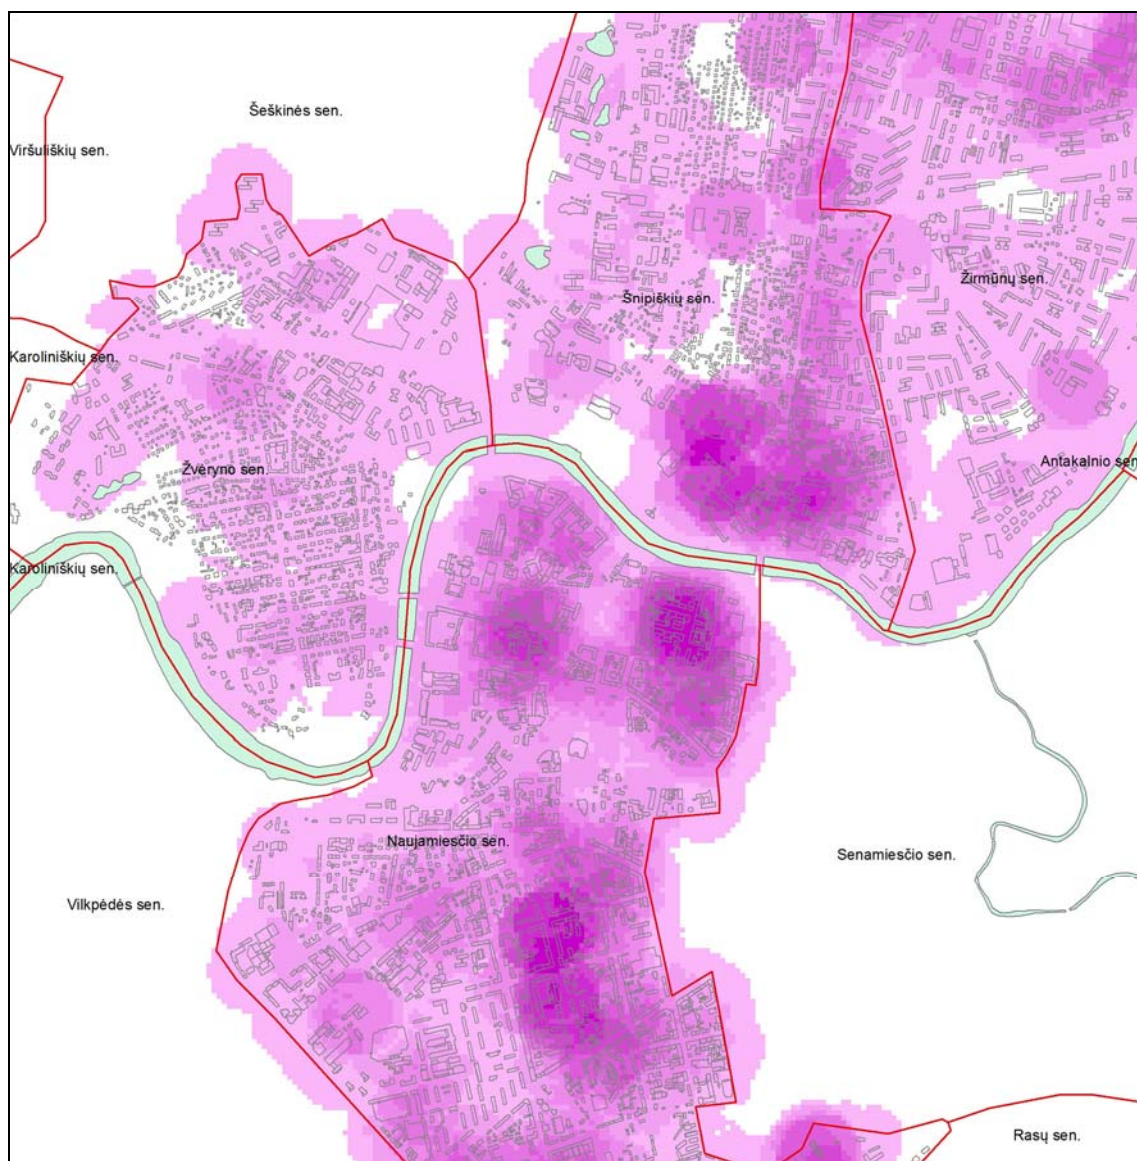 Šeškinės sen.
Viršuliškių sen.
Žirmūnų sen.
Šnipiškių sen.
Karoliniškių sen.
Antakalnio sen
Žvėryno sen.
Karoliniškių sen.
Naujamiesčio sen.
Senamiesčio sen.
Vilkpėdės sen.
Rasų sen.